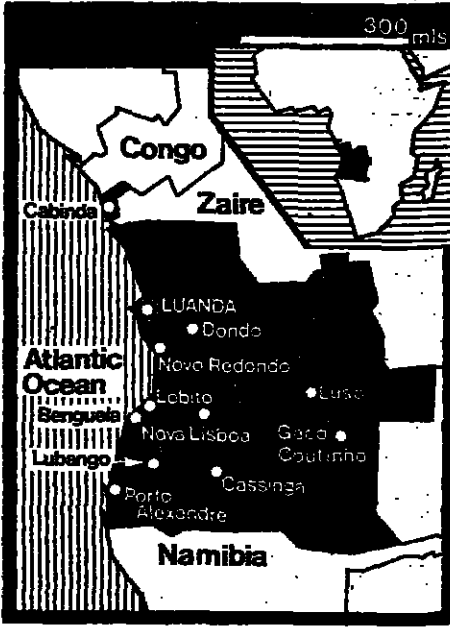 300 mls
Congo
Zaire
Cabinda
LUANDA
Dondo
Novo Redondo
Atlantic
Ocean
Lobito
Luso
Benguela
Nova Lisboa
Gago
Coutinho
Lubango
Cassinga
Porto
Alexandre
Namibia